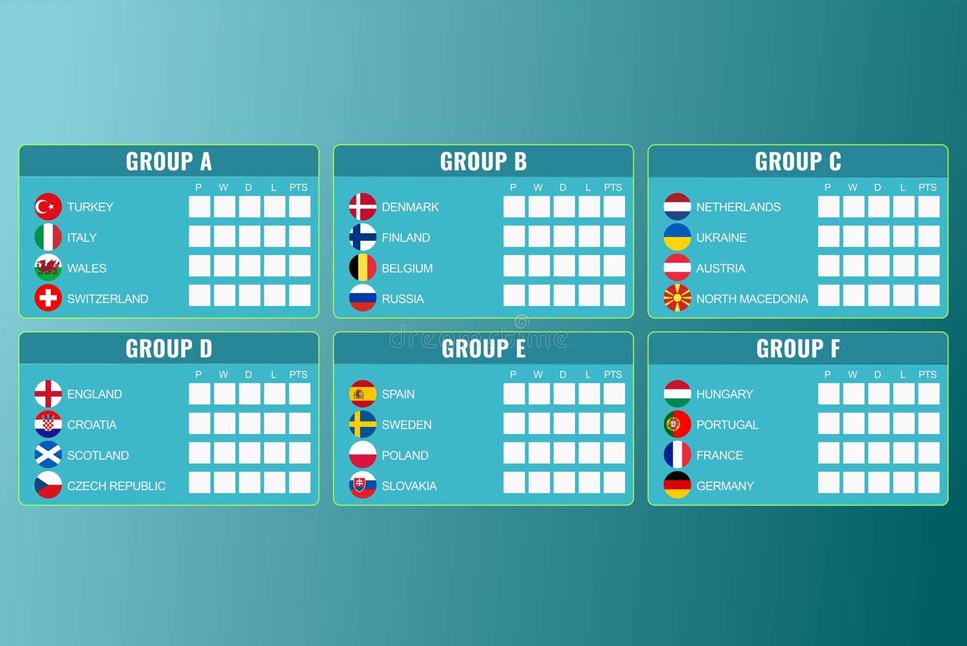 GROUP A
P W D L PTS
TURKEY
ITALY
WALES
SWITZERLAND
GROUP B
P W D L PTS
DENMARK
FINLAND
BELGIUM
RUSSIA
GROUP C
P W D L PTS
NETHERLANDS
UKRAINE
AUSTRIA
NORTH MACEDONIA
dreamstime.
GROUP D
P W D L PTS
ENGLAND
CROATIA
SCOTLAND
CZECH REPUBLIC
GROUP E
P W D L PTS
SPAIN
SWEDEN
POLAND
SLOVAKIA
GROUP F
P W D L PTS
HUNGARY
PORTUGAL
FRANCE
GERMANY